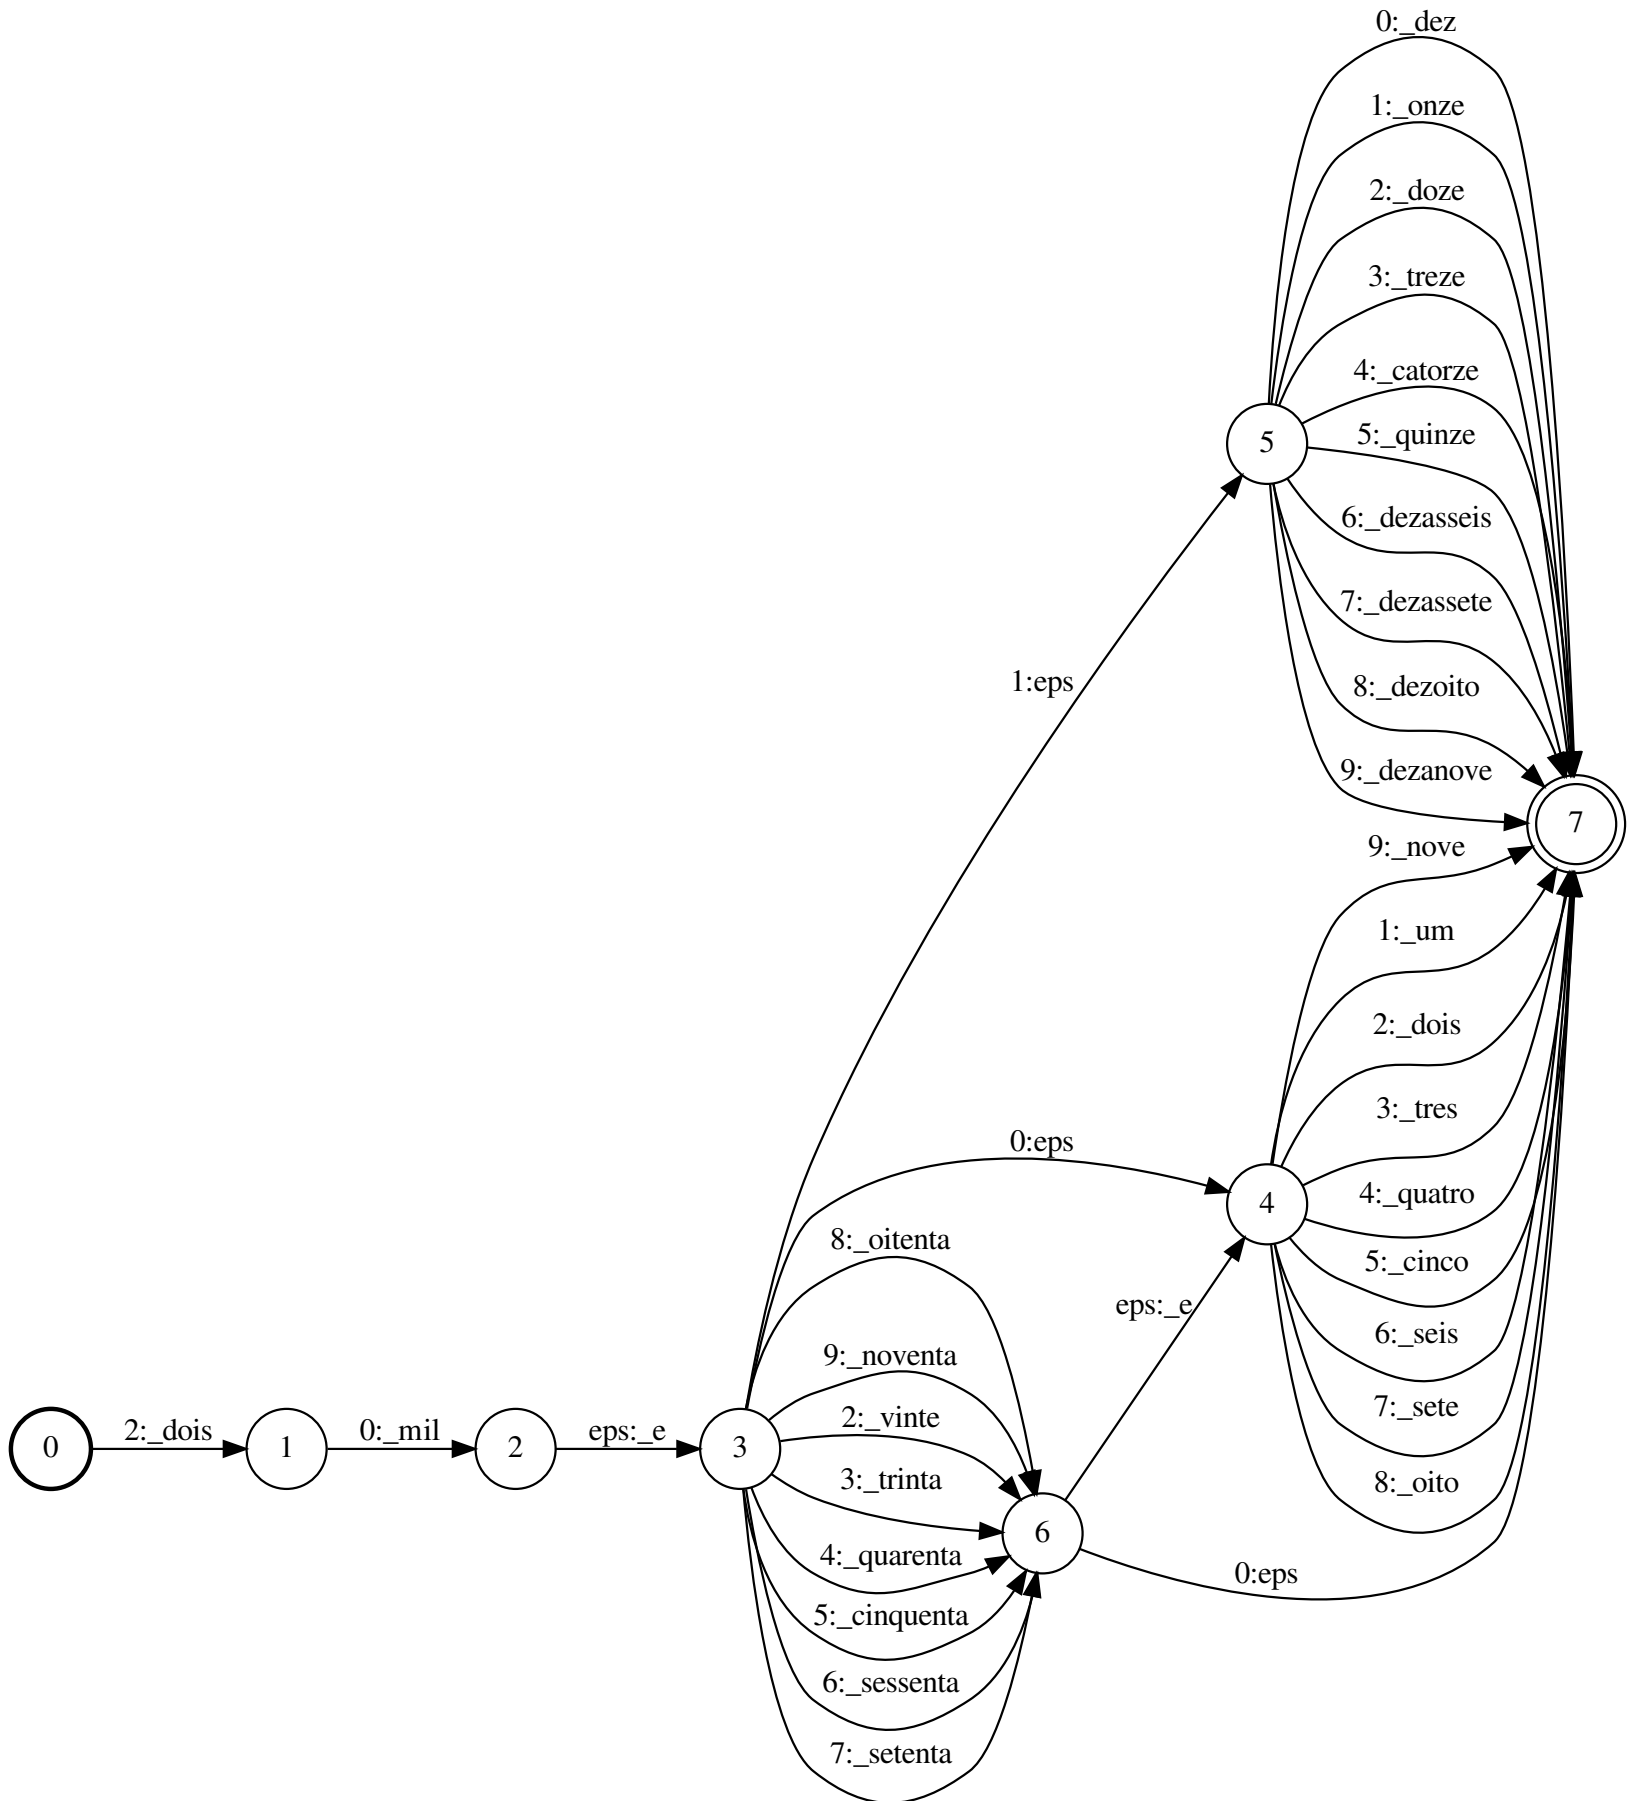 0:_dez
1:_onze
2:_doze
3:_treze
4:_catorze
5:_quinze
5
6:_dezasseis
7:_dezassete
1:eps
8:_dezoito
9:_dezanove
7
9:_nove
1:_um
2:_dois
3:_tres
0:eps
4:_quatro
4
8:_oitenta
5:_cinco
eps:_e
6:_seis
9:_noventa
7:_sete
2:_vinte
0
2:_dois
1
0:_mil
2
eps:_e
3
3:_trinta
8:_oito
6
4:_quarenta
0:eps
5:_cinquenta
6:_sessenta
7:_setenta